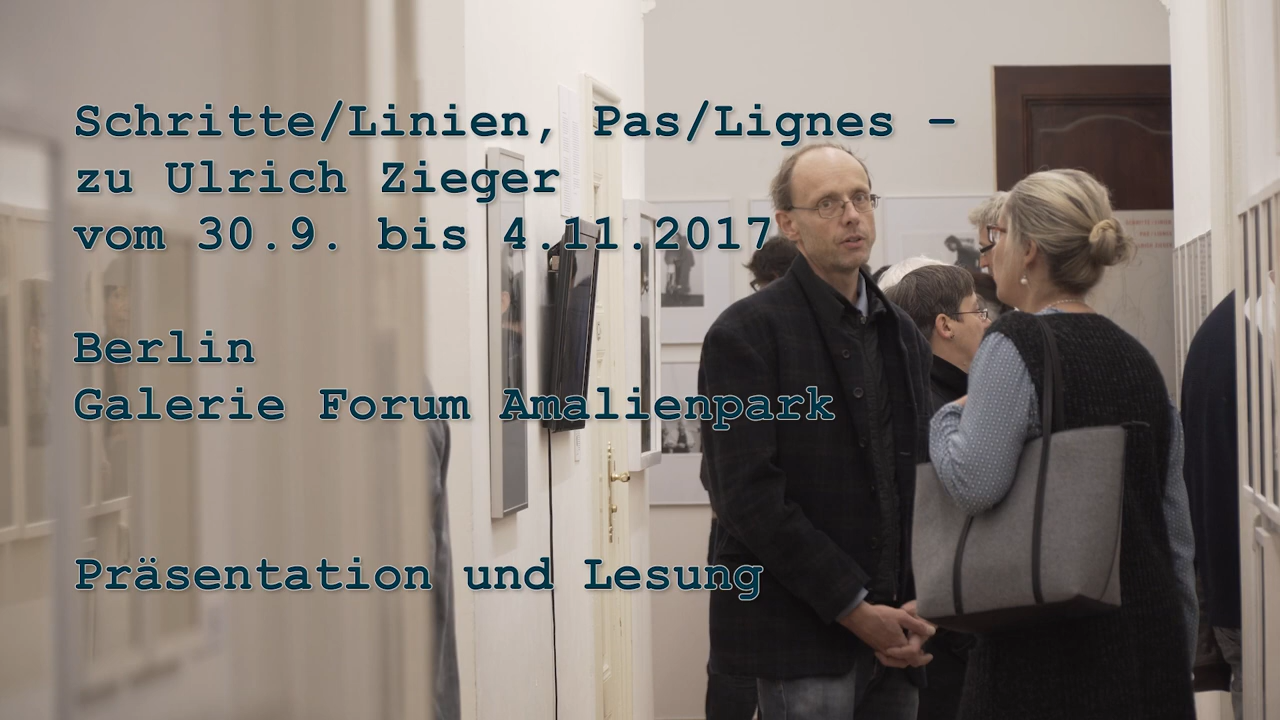 Schritte/Linien, Pas/Lignes –
zu Ulrich Zieger
vom 30.9. bis 4.11.2017
Berlin
Galerie Forum Amalienpark
Präsentation und Lesung